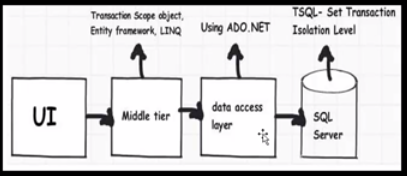 Transaction Scope object,
Entity framework, LINQ
Using ADO.NET
TSQL- Set Transaction
Isolation Level
UI
Middle tier
data access
layer
SQL
Server